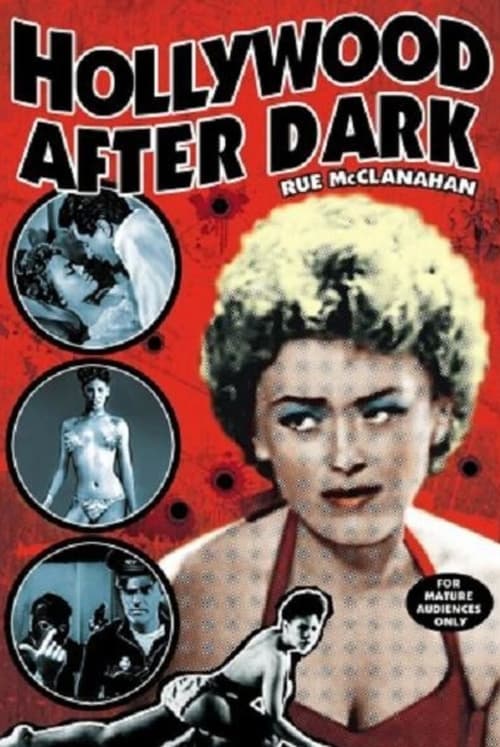 HOLLYWOOD
AFTER DARK
RUE McCLANAHAN
FOR
MATURE
AUDIENCES
ONLY